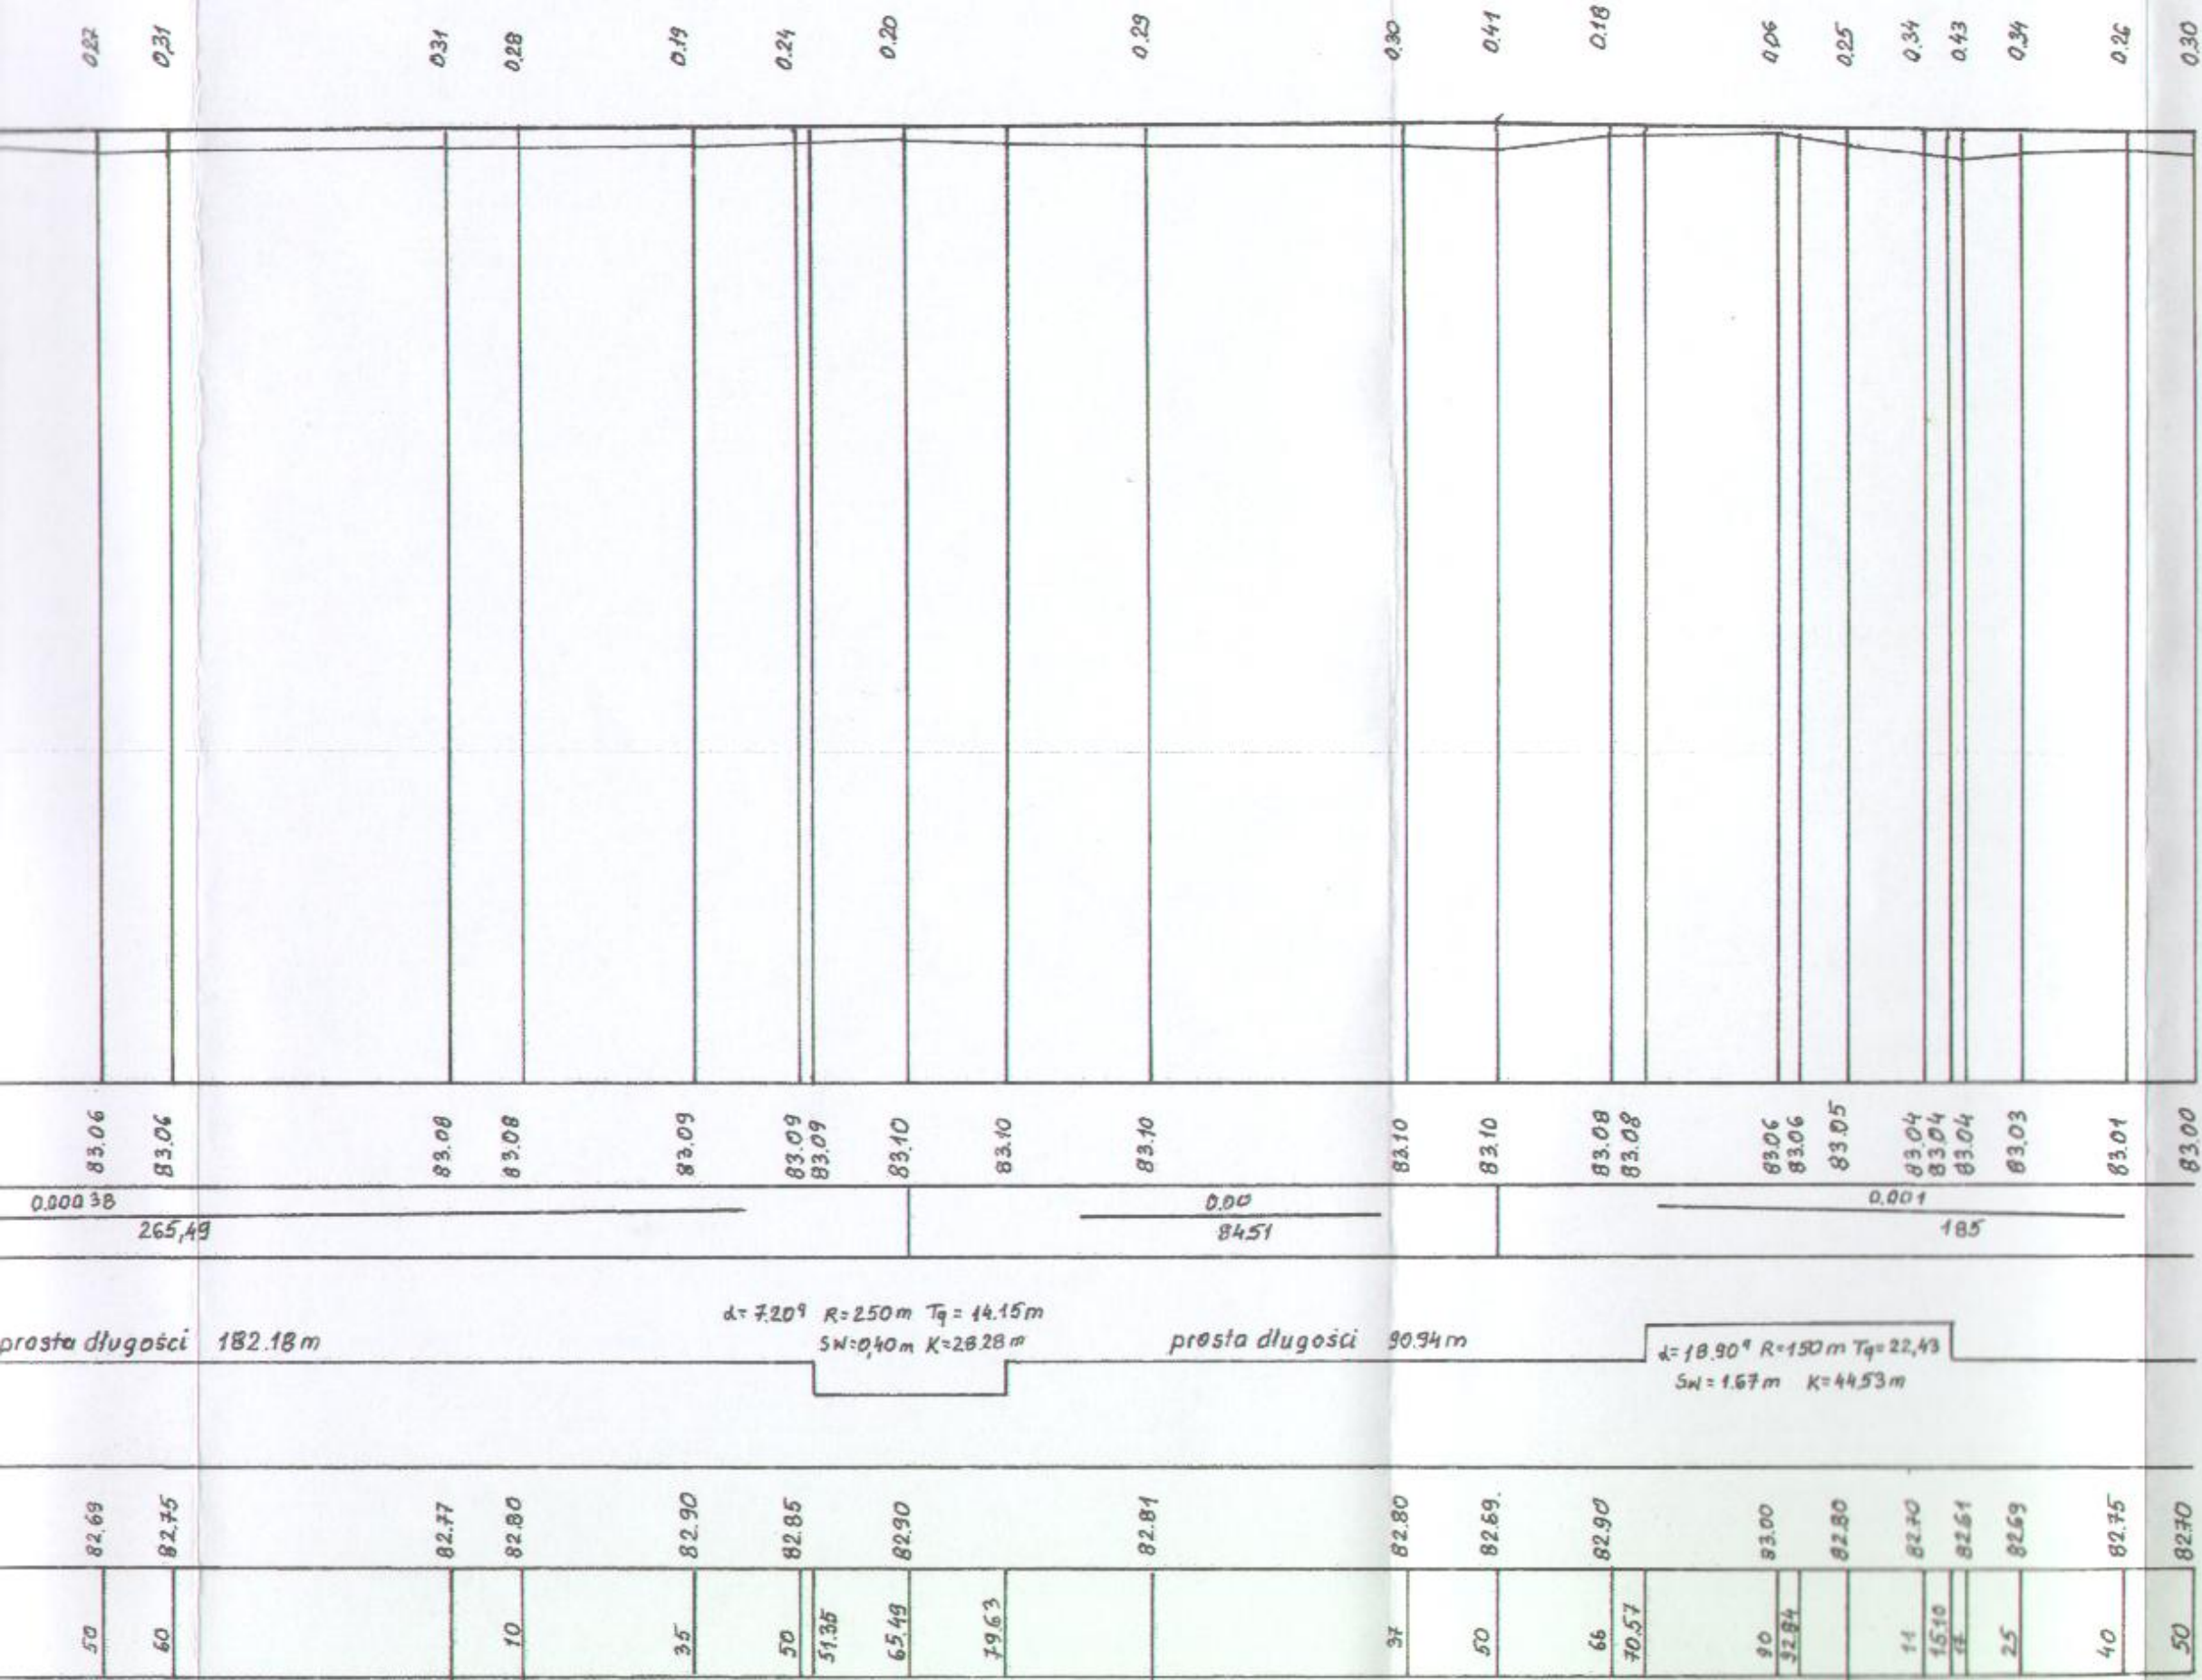 0.27 0,31 0.31 0,28 0.19 0.24 0.20 0.29 0.30 0.41 0.18 0,06 0.25 0.34 0.43 0.34 0.26 0.30
83.06 83.06 83.08 83.08 83.09 83.09 83.09 83.10 83.10 83.10 83.10 83.10 83.08 83.08 83.06 83.06 83.05 83.04 83.04 83.04 83.03 83.01 83.00
0.00038 0.00 0.001
265,49 84.51 185
α=7.20g R=250m Tg=14.15m
prosta długości 182.18m SW=0,40m K=28.28m prosta długości 90.94m α=18.90g R=150m Tg=22,43
SW=1.67m K=44,53m
82.69 82.75 82.77 82.80 82.90 82.85 82.90 82.81 82.80 82.69. 82.90 83.00 82.80 82.70 82.61 82.69 82.75 82.70
50 60 10 35 50 51.35 65,49 79.63 37 50 66 70.57 90 92.84 11 15.10 17 25 40 50